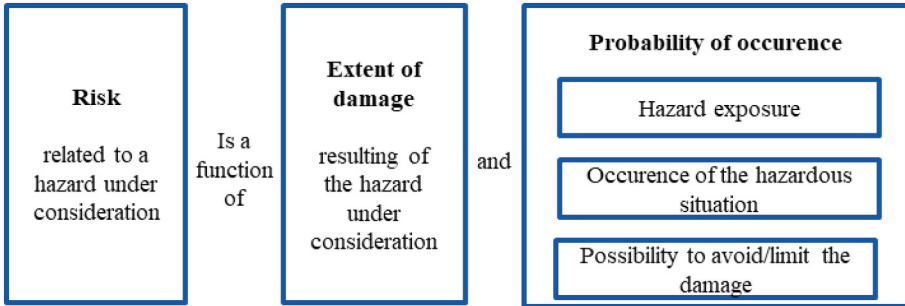 Risk
related to a
hazard under
consideration
Is a
function
of
Extent of
damage
resulting of
the hazard
under
consideration
and
Probability of occurence
Hazard exposure
Occurence of the hazardous
situation
Possibility to avoid/limit the
damage